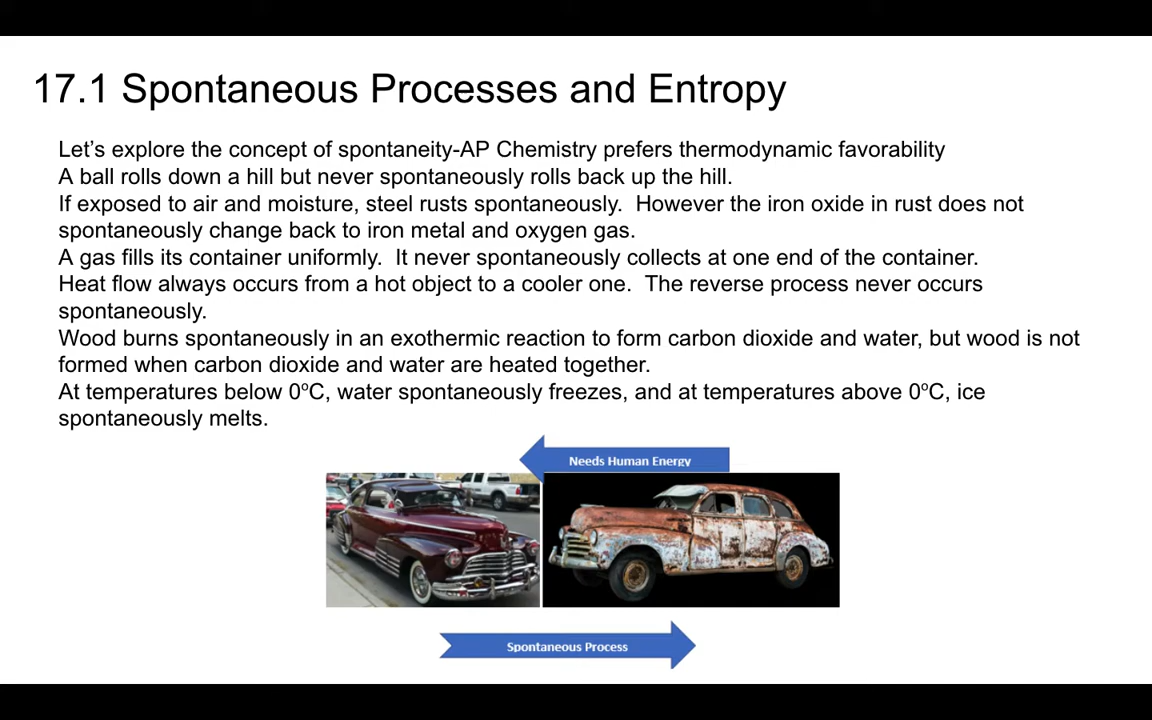 17.1 Spontaneous Processes and Entropy
Let's explore the concept of spontaneity-AP Chemistry prefers thermodynamic favorability
A ball rolls down a hill but never spontaneously rolls back up the hill.
If exposed to air and moisture, steel rusts spontaneously.  However the iron oxide in rust does not
spontaneously change back to iron metal and oxygen gas.
A gas fills its container uniformly.  It never spontaneously collects at one end of the container.
Heat flow always occurs from a hot object to a cooler one.  The reverse process never occurs
spontaneously.
Wood burns spontaneously in an exothermic reaction to form carbon dioxide and water, but wood is not
formed when carbon dioxide and water are heated together.
At temperatures below 0ºC, water spontaneously freezes, and at temperatures above 0ºC, ice
spontaneously melts.
Needs Human Energy
Spontaneous Process